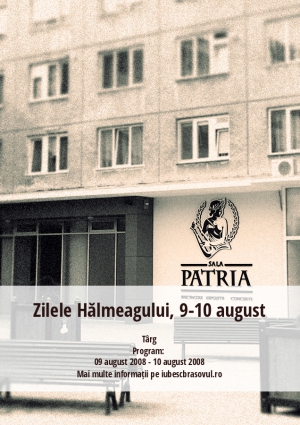 SALA
PATRIA
Zilele Hălmeagului, 9-10 august
Târg
Program:
09 august 2008 - 10 august 2008
Mai multe informații pe iubescbrasovul.ro